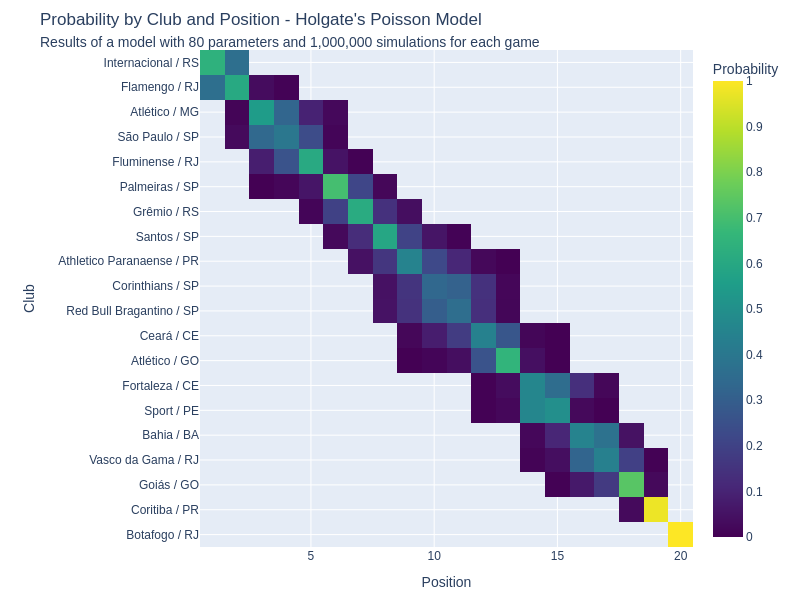 Probability by Club and Position - Holgate's Poisson Model
Results of a model with 80 parameters and 1,000,000 simulations for each game
Probability
Internacional / RS
Flamengo / RJ
Atlético / MG
São Paulo / SP
Fluminense / RJ
Palmeiras / SP
Grêmio / RS
Santos / SP
Athletico Paranaense / PR
Corinthians / SP
Red Bull Bragantino / SP
Ceará / CE
Atlético / GO
Fortaleza / CE
Sport / PE
Bahia / BA
Vasco da Gama / RJ
Goiás / GO
Coritiba / PR
Botafogo / RJ
Club
5
10
15
20
Position
1
0.9
0.8
0.7
0.6
0.5
0.4
0.3
0.2
0.1
0